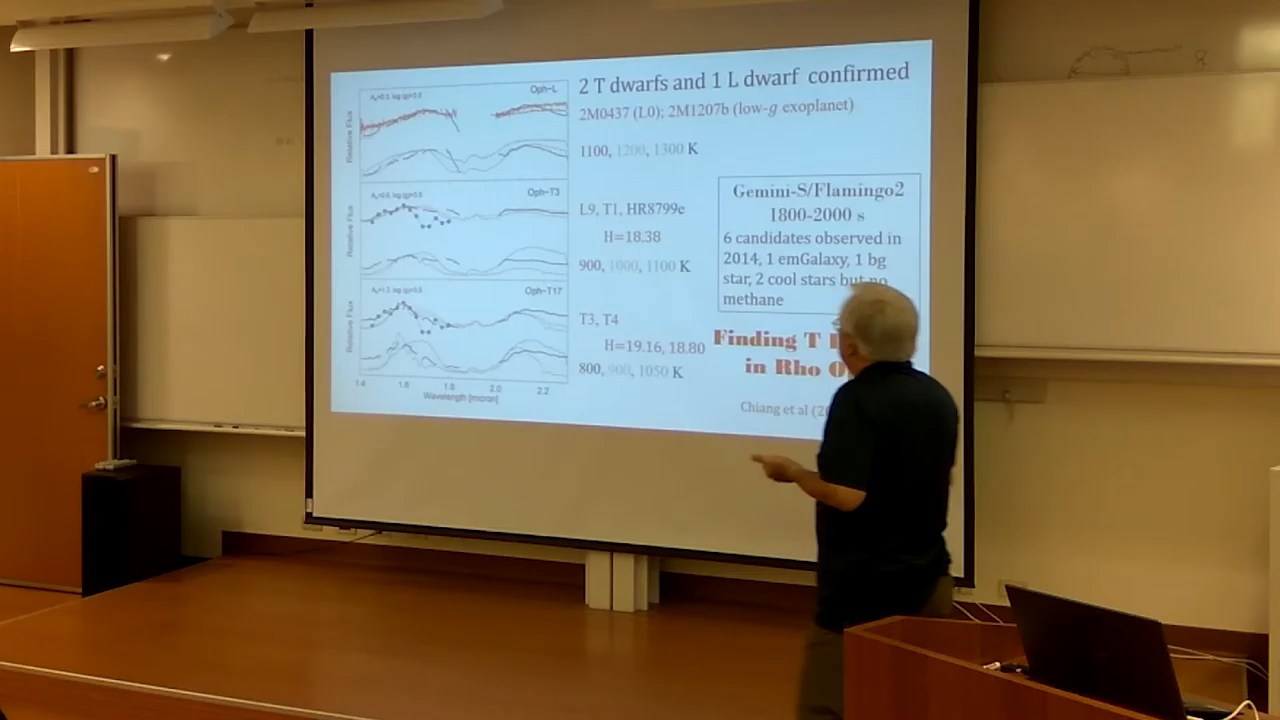 2 T dwarfs and 1 L dwarf confirmed
2M0437 (L0); 2M1207b (low-g exoplanet)
1100, 1200, 1300 K
L9, T1, HR8799e
H=18.38
900, 1000, 1100 K
T3, T4
H=19.16, 18.80
800, 900, 1050 K
Gemini-S/Flamingo2
1800-2000 s
6 candidates observed in
2014, 1 emGalaxy, 1 bg
star, 2 cool stars but no
methane
Finding T
in Rho
Chiang et al
Oph-L
Relative Flux
Oph-T3
Relative Flux
Oph-T17
Relative Flux
1.4 1.6 1.8 2.0 2.2
Wavelength [micron]